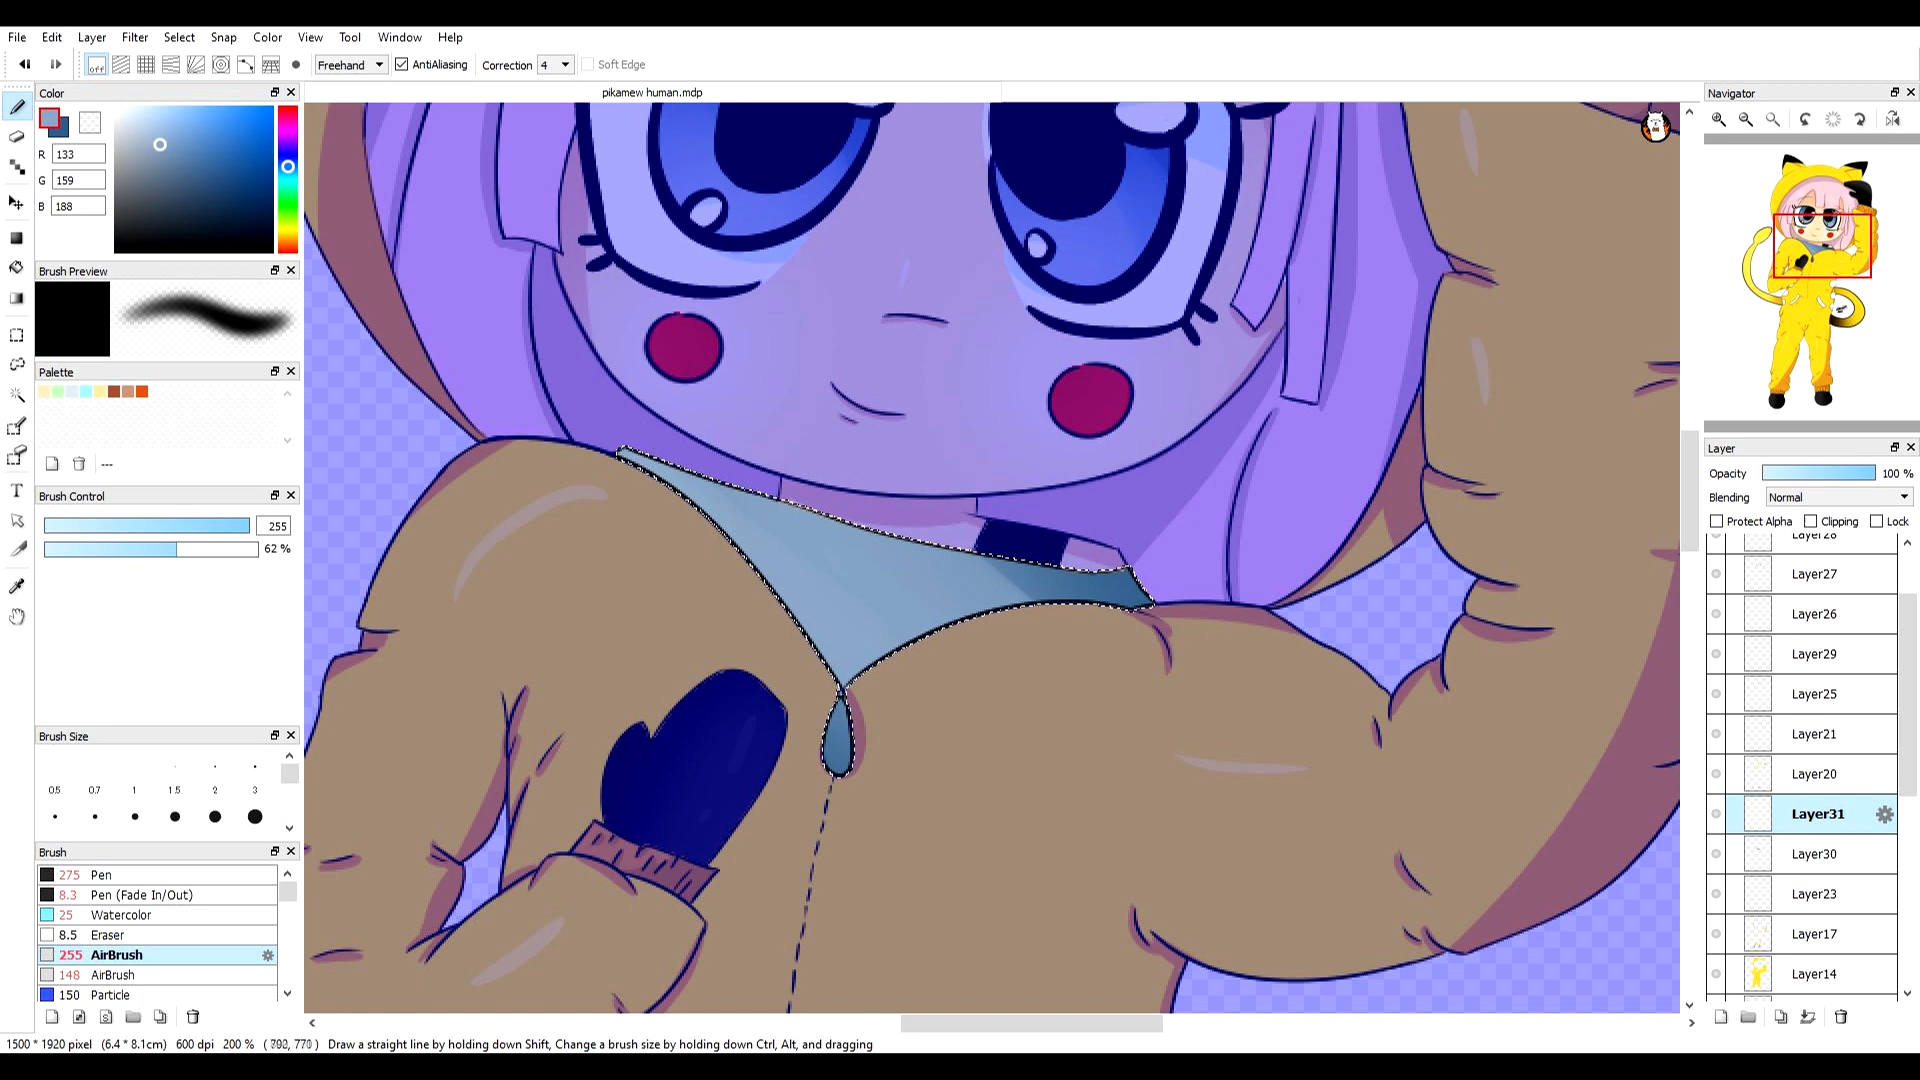 File Edit Layer Filter Select Snap Color View Tool Window Help
off Freehand AntiAliasing Correction 4 Soft Edge
Color
pikamew human.mdp
Navigator
R 133
G 159
B 188
Brush Preview
Palette
---
Brush Control
255
62 %
Brush Size
0.5 0.7 1 1.5 2 3
Brush
275 Pen
8.3 Pen (Fade In/Out)
25 Watercolor
8.5 Eraser
255 AirBrush
148 AirBrush
150 Particle
Layer
Opacity 100 %
Blending Normal
Protect Alpha Clipping Lock
Layer28
Layer27
Layer26
Layer29
Layer25
Layer21
Layer20
Layer31
Layer30
Layer23
Layer17
Layer14
1500 * 1920 pixel (6.4 * 8.1cm) 600 dpi 200 % Draw a straight line by holding down Shift, Change a brush size by holding down Ctrl, Alt, and dragging